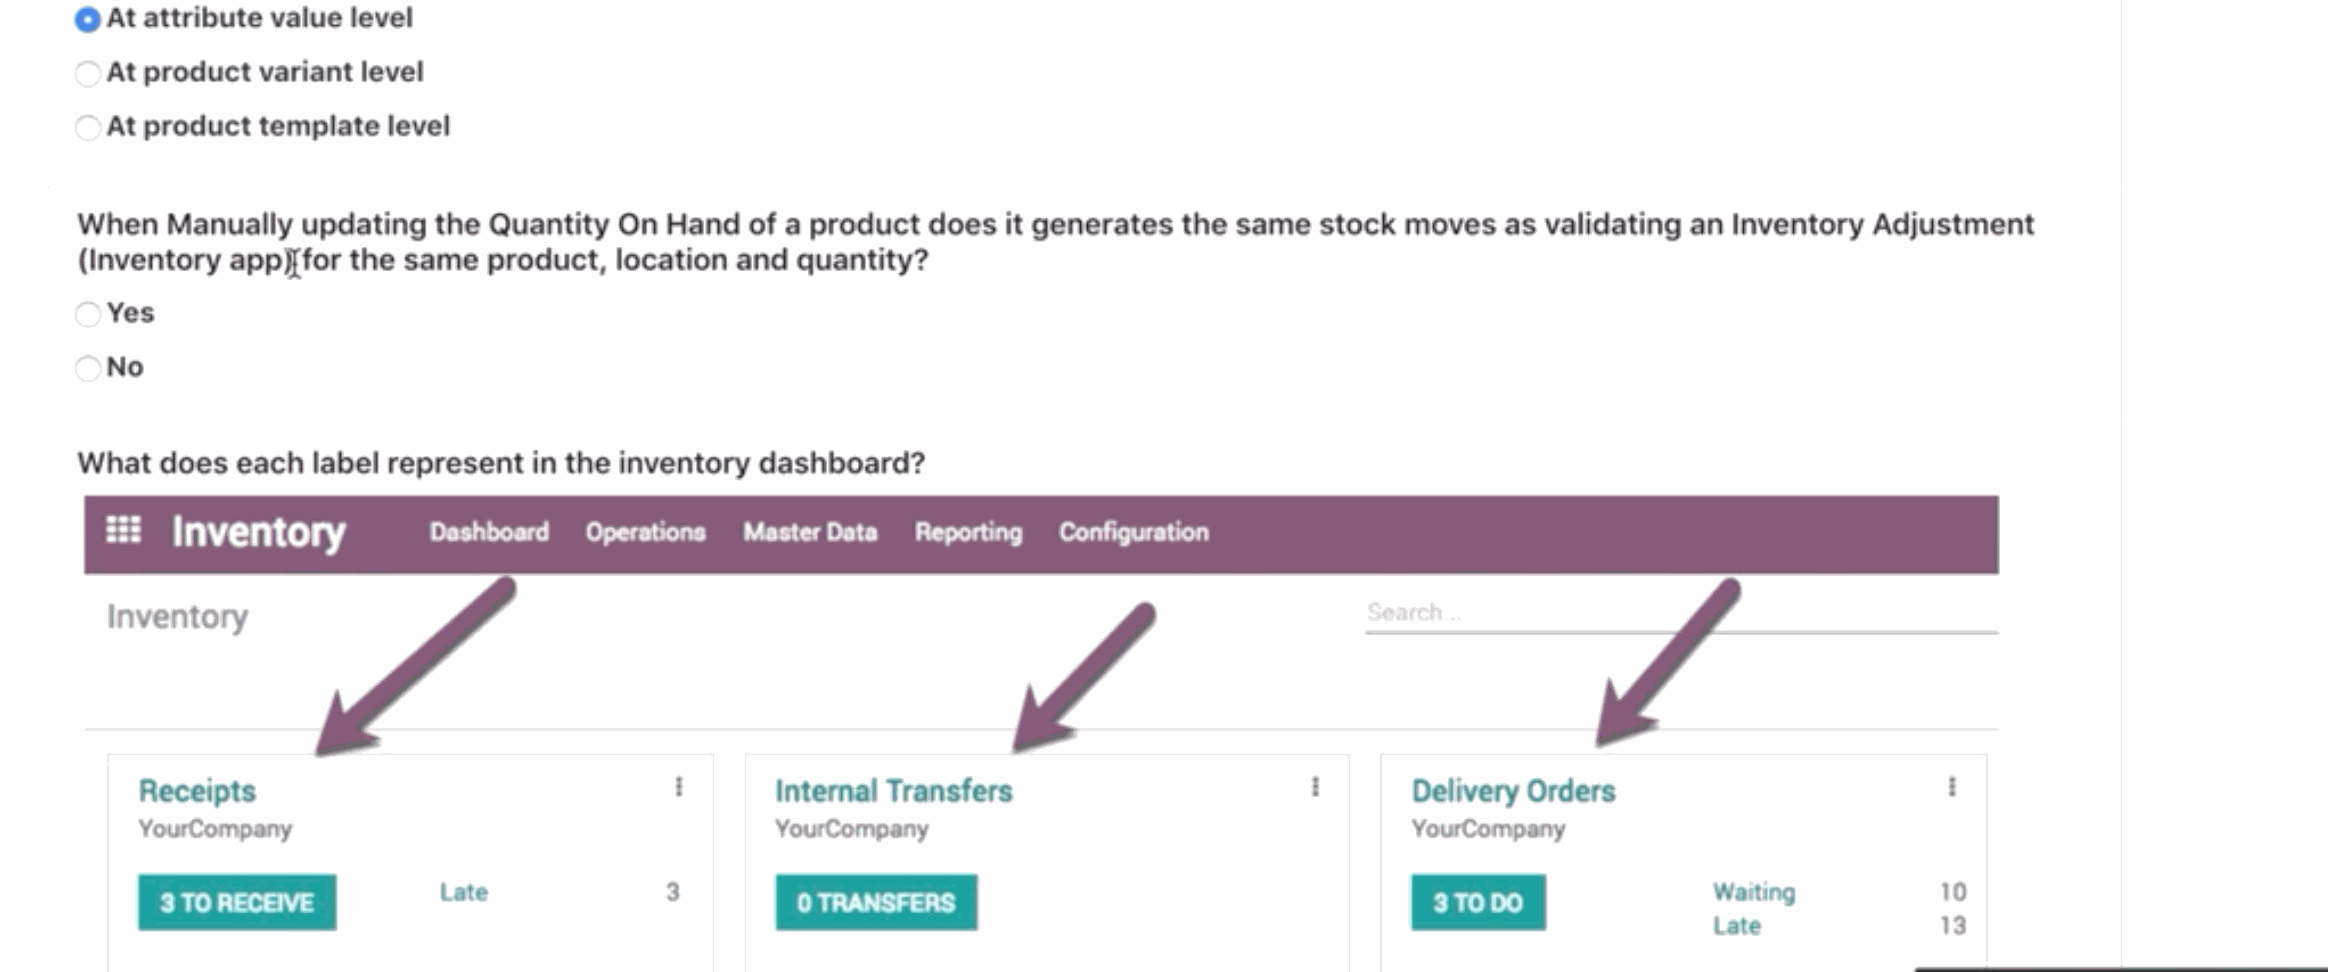 At attribute value level
At product variant level
At product template level
When Manually updating the Quantity On Hand of a product does it generates the same stock moves as validating an Inventory Adjustment
(Inventory app) for the same product, location and quantity?
Yes
No
What does each label represent in the inventory dashboard?
Inventory Dashboard Operations Master Data Reporting Configuration
Inventory Search...
Receipts Internal Transfers Delivery Orders
YourCompany YourCompany YourCompany
3 TO RECEIVE Late 3 0 TRANSFERS 3 TO DO Waiting 10
Late 13